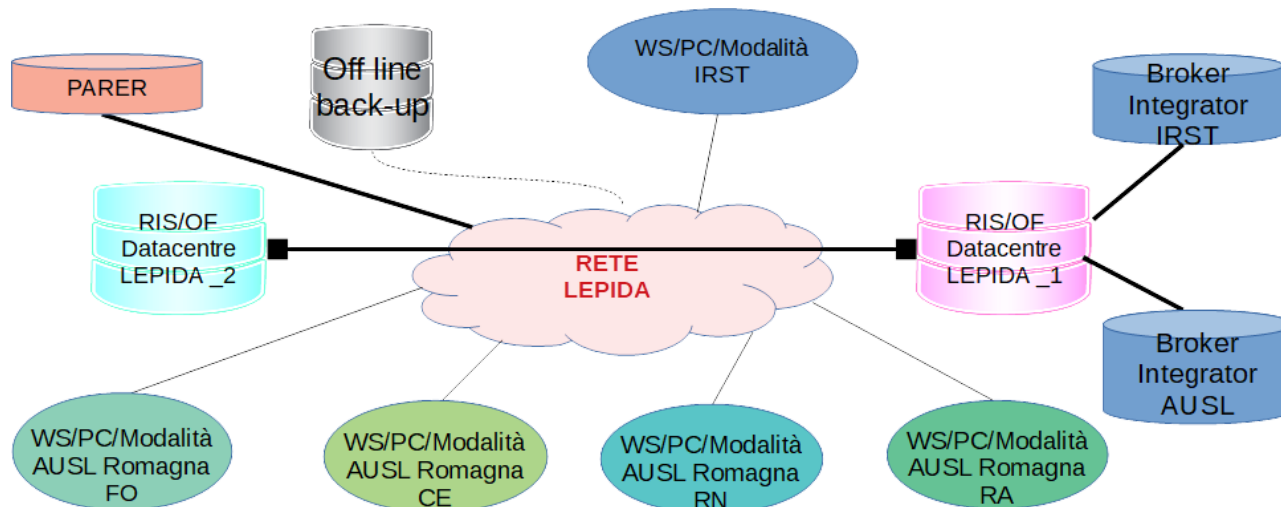 PARER
Off line
back-up
WS/PC/Modalità
IRST
Broker
Integrator
IRST
RIS/OF
Datacentre
LEPIDA _2
RETE
LEPIDA
RIS/OF
Datacentre
LEPIDA _1
Broker
Integrator
AUSL
WS/PC/Modalità
AUSL Romagna
FO
WS/PC/Modalità
AUSL Romagna
CE
WS/PC/Modalità
AUSL Romagna
RN
WS/PC/Modalità
AUSL Romagna
RA